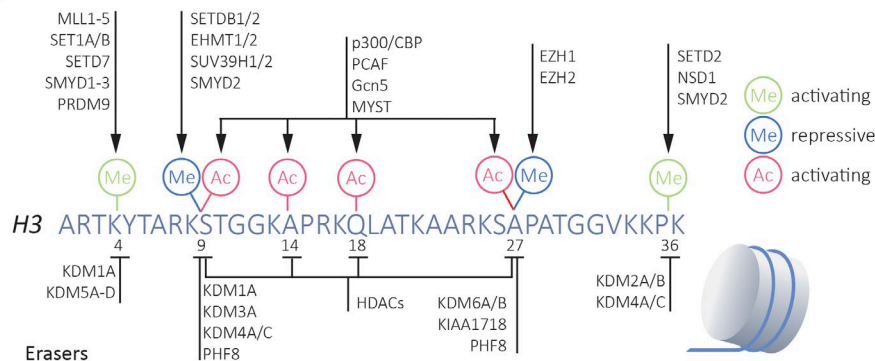 MLL1-5
SET1A/B
SETD7
SMYD1-3
PRDM9
SETDB1/2
EHMT1/2
SUV39H1/2
SMYD2
p300/CBP
PCAF
Gcn5
MYST
EZH1
EZH2
SETD2
NSD1
SMYD2
Me activating
Me repressive
Ac activating
Me
Me
Ac
Ac
Ac
Ac
Me
Me
H3 ARTKYTARKSTGGKAPRKQLATKAARKSAPATGGVKKPK
4
9
14
18
27
36
KDM1A
KDM5A-D
KDM1A
KDM3A
KDM4A/C
PHF8
HDACs
KDM6A/B
KIAA1718
PHF8
KDM2A/B
KDM4A/C
Erasers